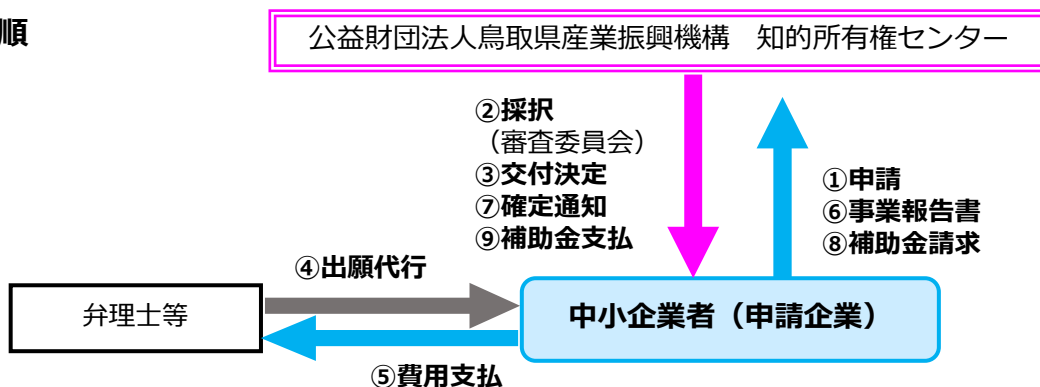 順
公益財団法人鳥取県産業振興機構　知的所有権センター
②採択
（審査委員会）
③交付決定
⑦確定通知
⑨補助金支払
①申請
⑥事業報告書
⑧補助金請求
④出願代行
弁理士等
中小企業者（申請企業）
⑤費用支払